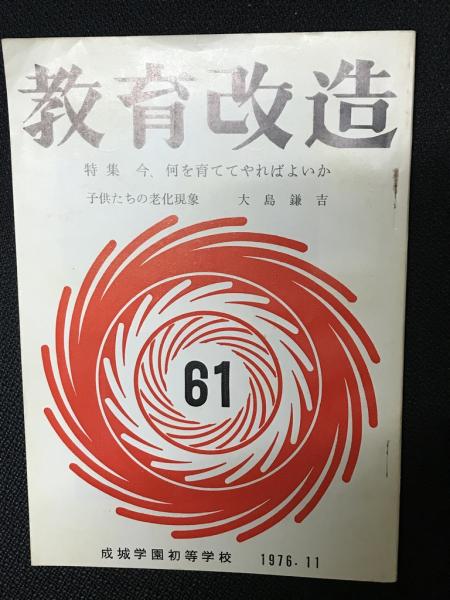 教育改造
特集 今、何を育ててやればよいか
子供たちの老化現象 大島鎌吉
61
成城学園初等学校 1976.11